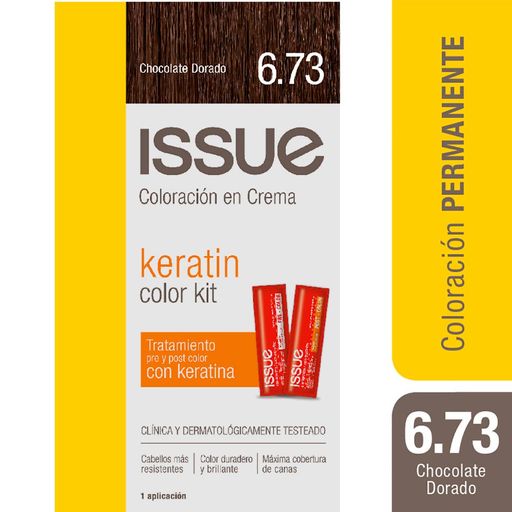 Chocolate Dorado 6.73
ISSUE
Coloración en Crema
keratin
color kit
Tratamiento
pre y post color
con keratina
ISSUE
ISSUE
CLÍNICA Y DERMATOLÓGICAMENTE TESTEADO
Cabellos más
resistentes
Color duradero
y brillante
Máxima cobertura
de canas
1 aplicación
Coloración PERMANENTE
6.73
Chocolate
Dorado